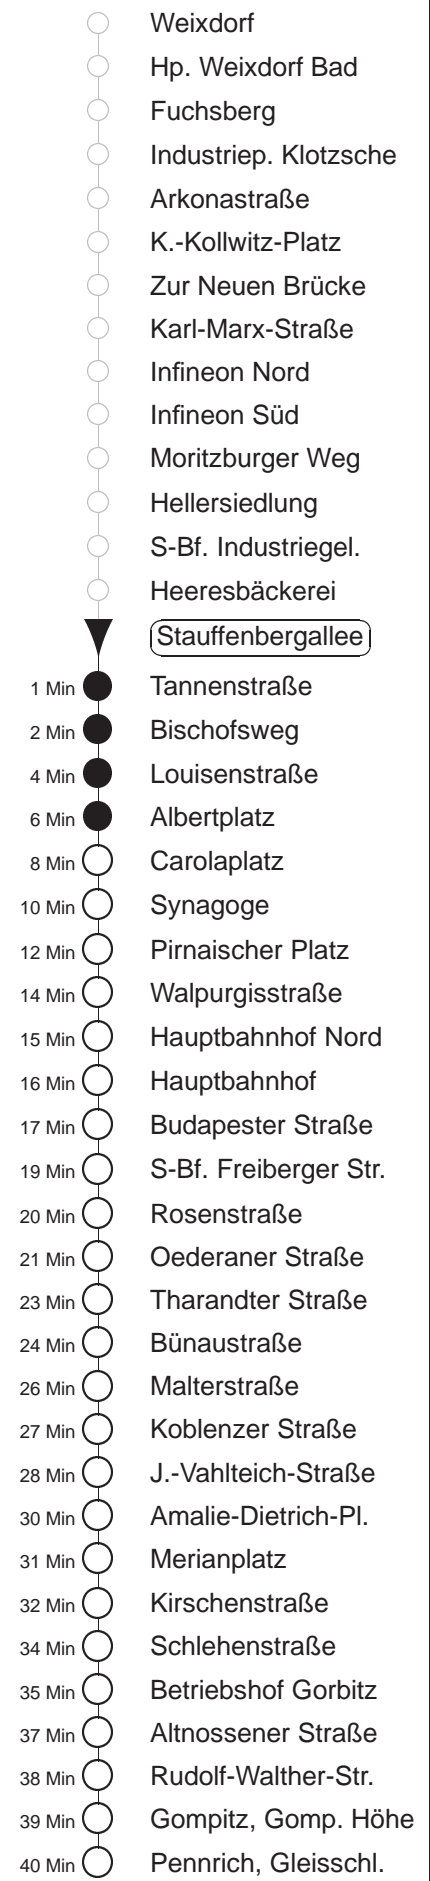 Weixdorf
Hp. Weixdorf Bad
Fuchsberg
Industriep. Klotzsche
Arkonastraße
K.-Kollwitz-Platz
Zur Neuen Brücke
Karl-Marx-Straße
Infineon Nord
Infineon Süd
Moritzburger Weg
Hellersiedlung
S-Bf. Industriegel.
Heeresbäckerei
Stauffenbergallee
1 Min Tannenstraße
2 Min Bischofsweg
4 Min Louisenstraße
6 Min Albertplatz
8 Min Carolaplatz
10 Min Synagoge
12 Min Pirnaischer Platz
14 Min Walpurgisstraße
15 Min Hauptbahnhof Nord
16 Min Hauptbahnhof
17 Min Budapester Straße
19 Min S-Bf. Freiberger Str.
20 Min Rosenstraße
21 Min Oederaner Straße
23 Min Tharandter Straße
24 Min Bünaustraße
26 Min Malterstraße
27 Min Koblenzer Straße
28 Min J.-Vahlteich-Straße
30 Min Amalie-Dietrich-Pl.
31 Min Merianplatz
32 Min Kirschenstraße
34 Min Schlehenstraße
35 Min Betriebshof Gorbitz
37 Min Altnossener Straße
38 Min Rudolf-Walther-Str.
39 Min Gompitz, Gomp. Höhe
40 Min Pennrich, Gleisschl.